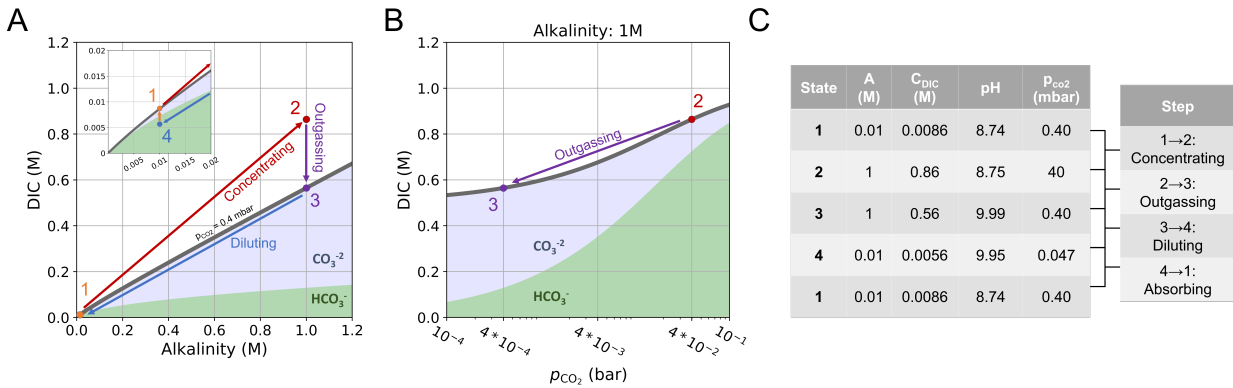 A
B
C
1.2
1.0
0.8
0.6
0.4
0.2
0.0
DIC (M)
0.0 0.2 0.4 0.6 0.8 1.0 1.2
Alkalinity (M)
0.02
0.015
0.010
0.005
0
0.005 0.01 0.015 0.02
1
4
1
2
3
Concentrating
Outgassing
Diluting
pCO₂ = 0.4 mbar
CO₃⁻²
HCO₃⁻
Alkalinity: 1M
1.2
1.0
0.8
0.6
0.4
0.2
0.0
DIC (M)
2
Outgassing
3
CO₃⁻²
HCO₃⁻
10⁻⁴ 4*10⁻⁴ 4*10⁻³ 4*10⁻² 10⁻¹
pCO₂ (bar)
State A (M) CDIC (M) pH pco2 (mbar)
1 0.01 0.0086 8.74 0.40
2 1 0.86 8.75 40
3 1 0.56 9.99 0.40
4 0.01 0.0056 9.95 0.047
1 0.01 0.0086 8.74 0.40
Step
1→2:
Concentrating
2→3:
Outgassing
3→4:
Diluting
4→1:
Absorbing